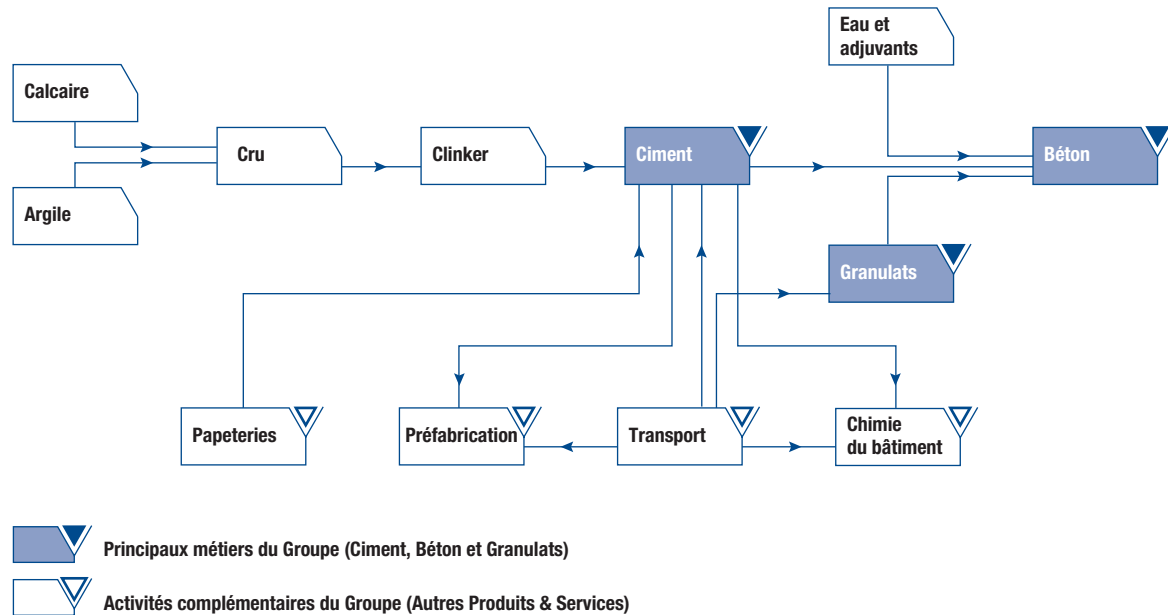 Eau et
adjuvants
Calcaire
Cru
Clinker
Ciment
Béton
Argile
Granulats
Papeteries
Préfabrication
Transport
Chimie
du bâtiment
Principaux métiers du Groupe (Ciment, Béton et Granulats)
Activités complémentaires du Groupe (Autres Produits & Services)